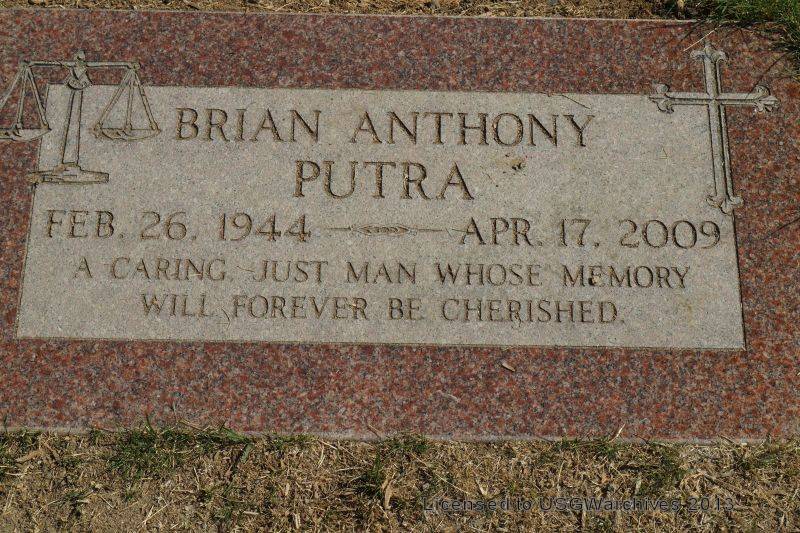 BRIAN ANTHONY
PUTRA
FEB. 26, 1944 APR. 17, 2009
A CARING, JUST MAN WHOSE MEMORY
WILL FOREVER BE CHERISHED.
Licensed to USGWarchives 2013